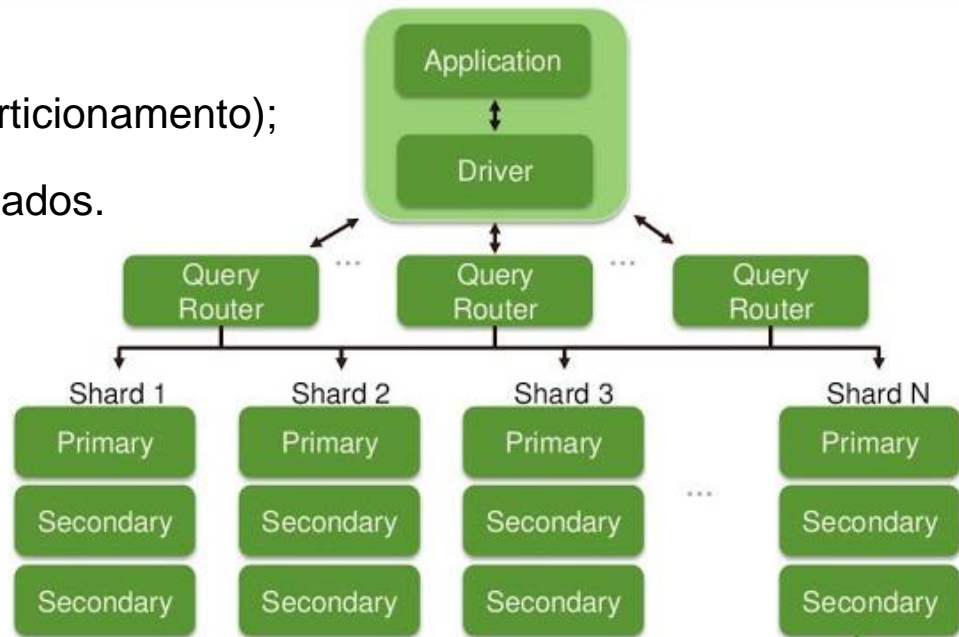 rticionamento);
ados.
Application
Driver
... ...
Query Router Query Router Query Router
Shard 1 Shard 2 Shard 3 Shard N
Primary Primary Primary Primary
...
Secondary Secondary Secondary Secondary
Secondary Secondary Secondary Secondary